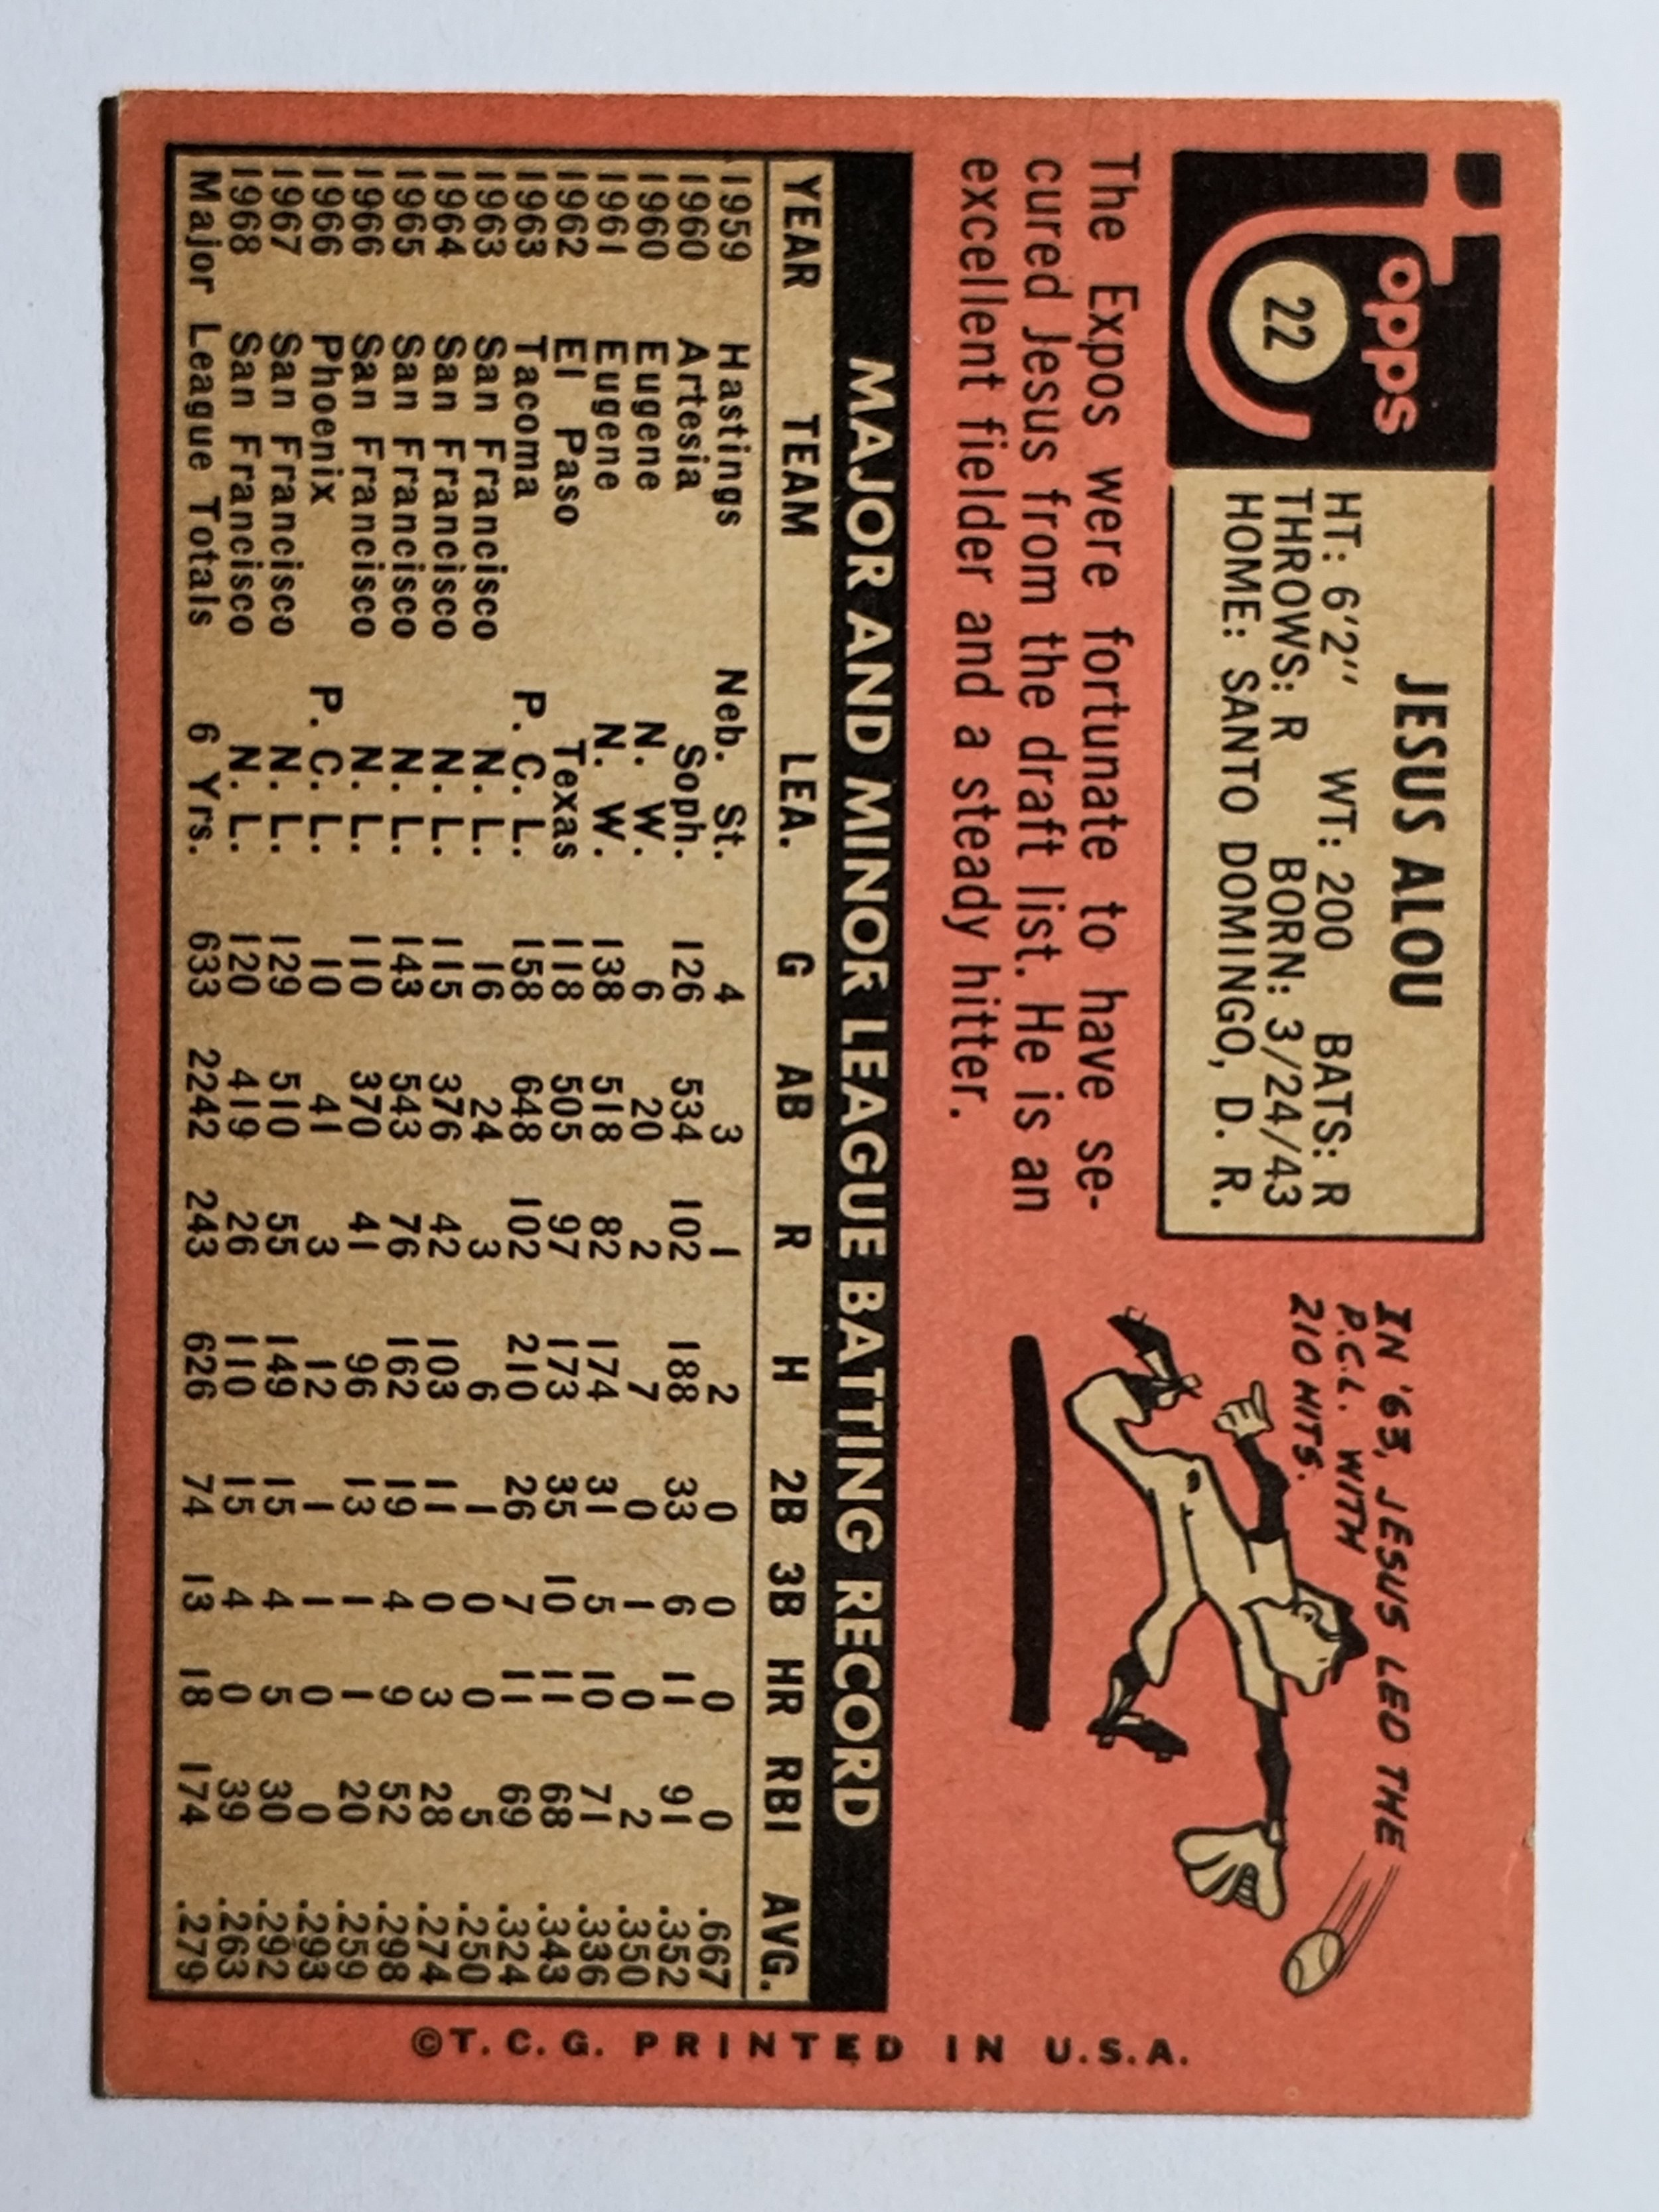 Topps
22
JESUS ALOU
HT: 6'2" WT: 200 BATS: R
THROWS: R BORN: 3/24/43
HOME: SANTO DOMINGO, D. R.
IN '63, JESUS LED THE
P.C.L. WITH
210 HITS.
The Expos were fortunate to have se-
cured Jesus from the draft list. He is an
excellent fielder and a steady hitter.
MAJOR AND MINOR LEAGUE BATTING RECORD
YEAR TEAM LEA. G AB R H 2B 3B HR RBI AVG.
1959 Hastings Neb. St. 4 3 1 2 0 0 0 0 .667
1960 Artesia Soph. 126 534 102 188 33 6 11 91 .352
1960 Eugene N. W. 6 20 2 7 0 1 0 2 .350
1961 Eugene N. W. 138 518 82 174 31 5 10 71 .336
1962 El Paso Texas 118 505 97 173 35 10 11 68 .343
1963 Tacoma P. C. L. 158 648 102 210 26 7 11 69 .324
1963 San Francisco N. L. 16 24 3 6 1 0 0 5 .250
1964 San Francisco N. L. 115 376 42 103 11 0 3 28 .274
1965 San Francisco N. L. 143 543 76 162 19 4 9 52 .298
1966 San Francisco N. L. 110 370 41 96 13 1 1 20 .259
1966 Phoenix P. C. L. 10 41 3 12 1 1 0 0 .293
1967 San Francisco N. L. 129 510 55 149 15 4 5 30 .292
1968 San Francisco N. L. 120 419 26 110 15 4 0 39 .263
Major League Totals 6 Yrs. 633 2242 243 626 74 13 18 174 .279
©T.C.G. PRINTED IN U.S.A.